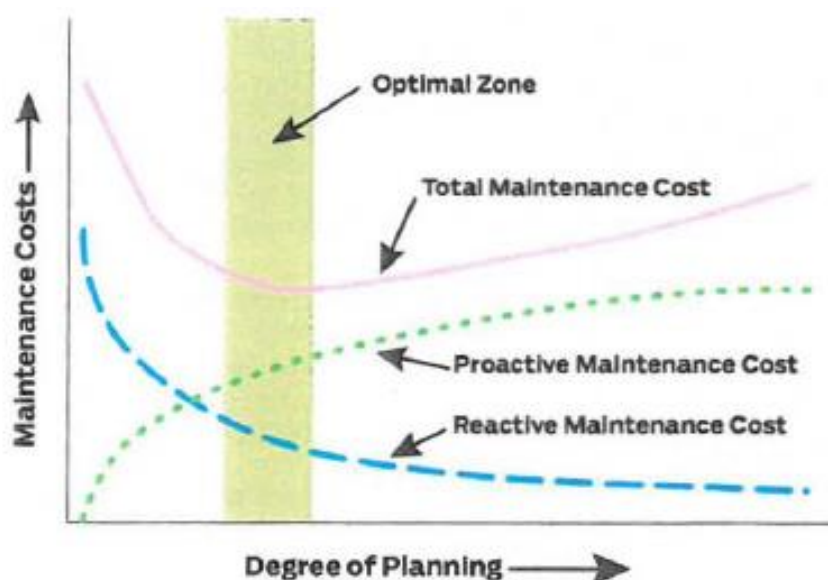 Optimal Zone
Total Maintenance Cost
Proactive Maintenance Cost
Reactive Maintenance Cost
Maintenance Costs
Degree of Planning